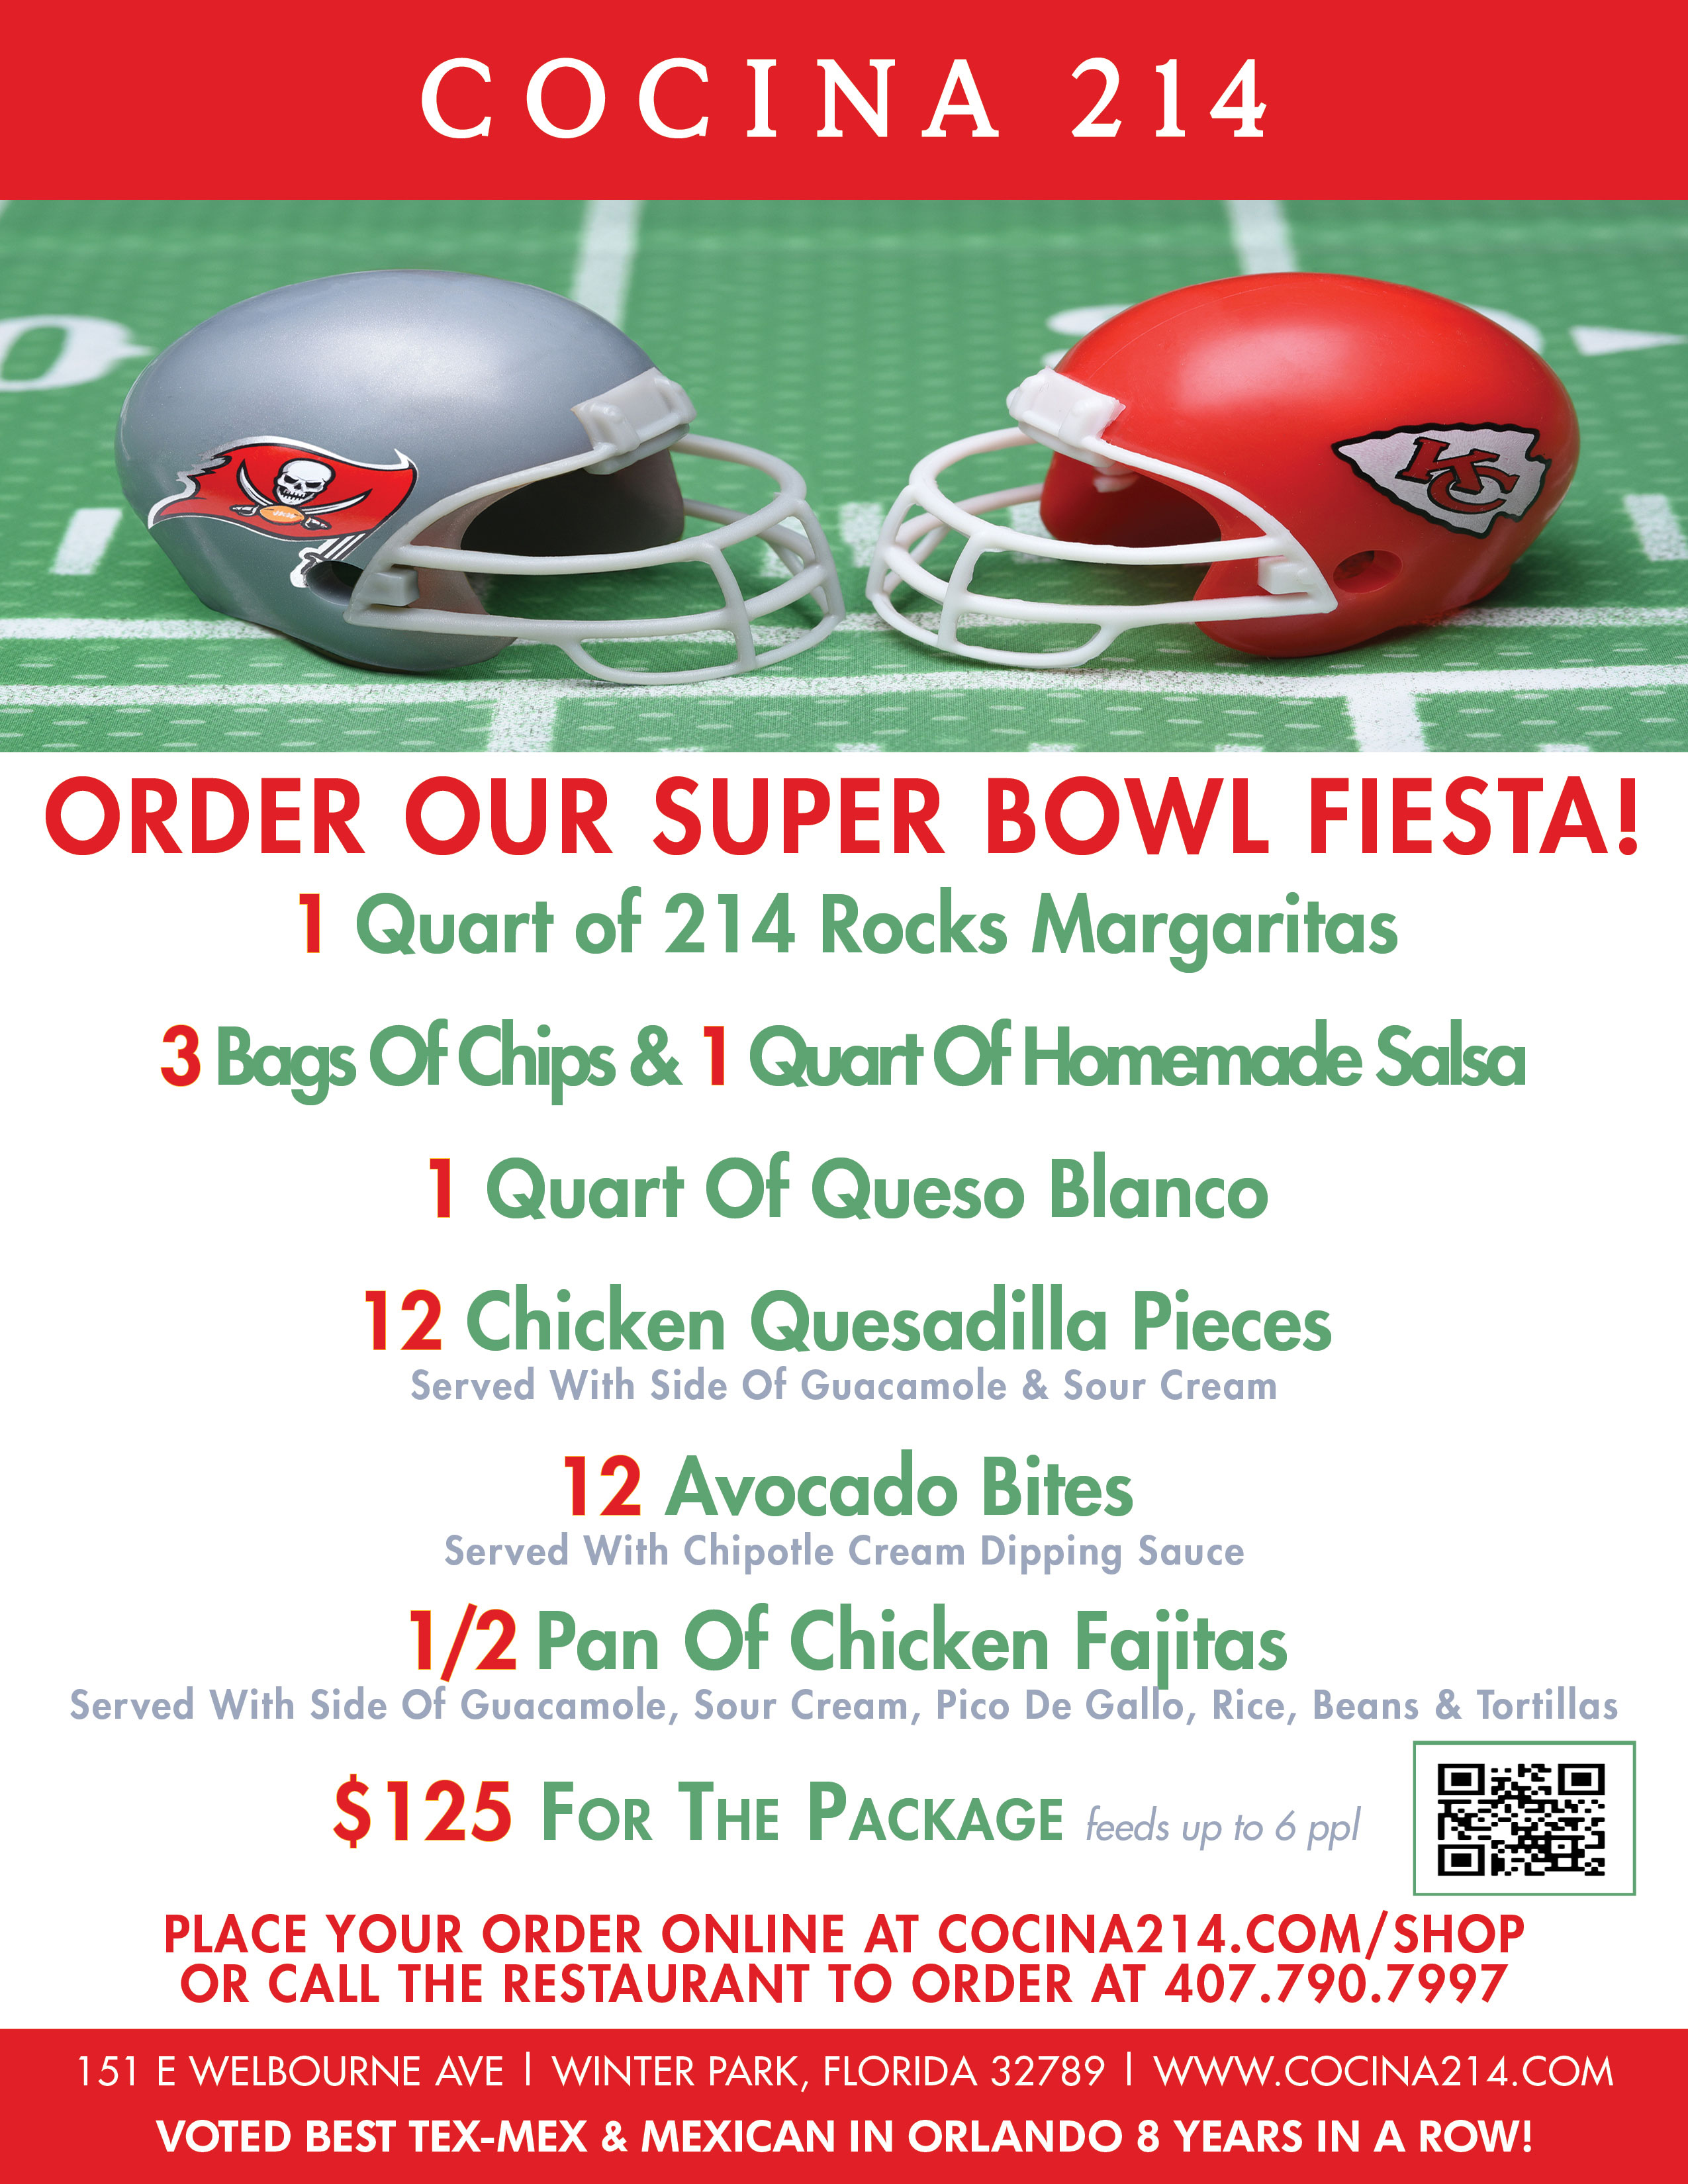 COCINA 214
KC
ORDER OUR SUPER BOWL FIESTA!
1 Quart of 214 Rocks Margaritas
3 Bags Of Chips & 1 Quart Of Homemade Salsa
1 Quart Of Queso Blanco
12 Chicken Quesadilla Pieces
Served With Side Of Guacamole & Sour Cream
12 Avocado Bites
Served With Chipotle Cream Dipping Sauce
1/2 Pan Of Chicken Fajitas
Served With Side Of Guacamole, Sour Cream, Pico De Gallo, Rice, Beans & Tortillas
$125 FOR THE PACKAGE feeds up to 6 ppl
PLACE YOUR ORDER ONLINE AT COCINA214.COM/SHOP
OR CALL THE RESTAURANT TO ORDER AT 407.790.7997
151 E WELBOURNE AVE | WINTER PARK, FLORIDA 32789 | WWW.COCINA214.COM
VOTED BEST TEX-MEX & MEXICAN IN ORLANDO 8 YEARS IN A ROW!